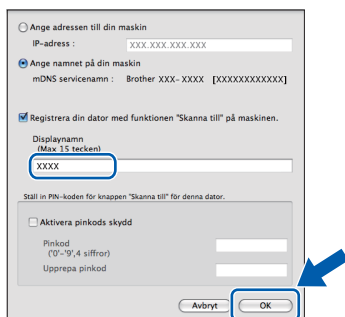 Ange adressen till din maskin
IP-adress : XXX.XXX.XXX.XXX
Ange namnet på din maskin
mDNS servicenamn : Brother XXX-XXXX [XXXXXXXXXXXX]
Registrera din dator med funktionen "Skanna till" på maskinen.
Displaynamn
(Max 15 tecken)
XXXX
Ställ in PIN-koden för knappen "Skanna till" för denna dator.
Aktivera pinkods skydd
Pinkod
('0'-'9',4 siffror)
Upprepa pinkod
Avbryt OK